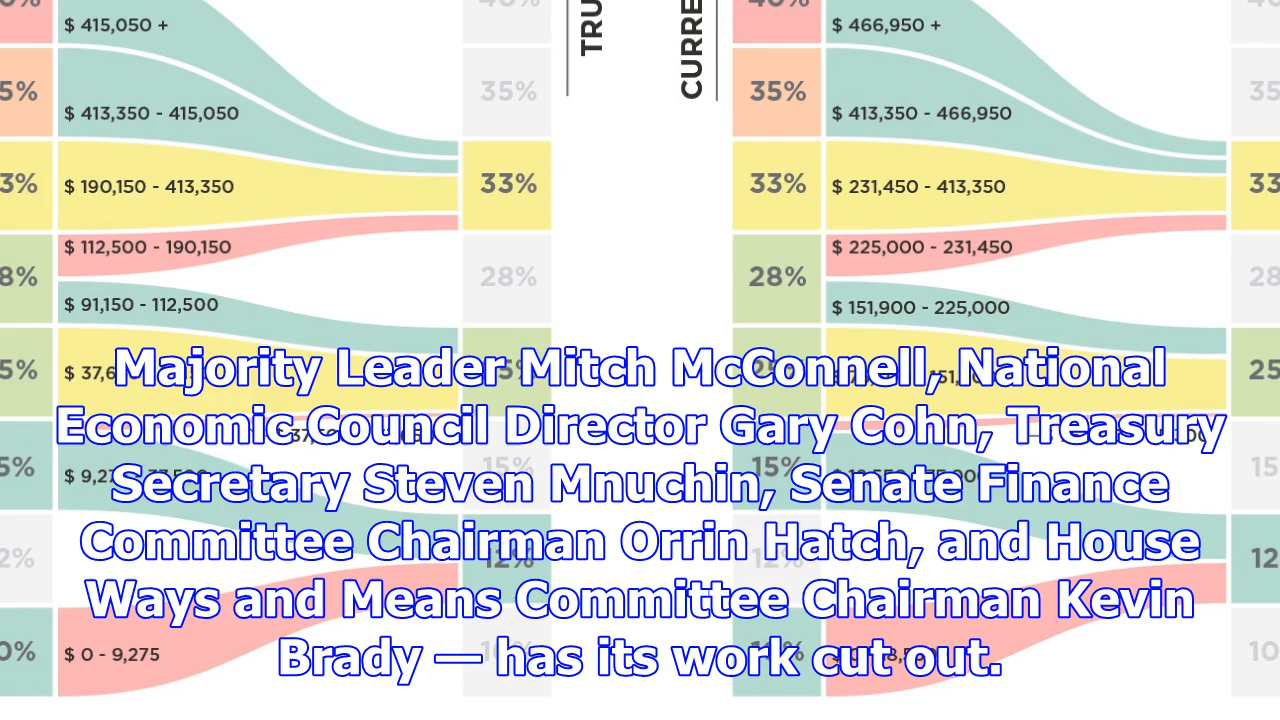 $ 415,050 +
$ 413,350 - 415,050
35%
3% $ 190,150 - 413,350 33%
8% $ 112,500 - 190,150 28%
$ 91,150 - 112,500
5%
5%
2%
0% $ 0 - 9,275
TRU
CURRE
40% $ 466,950 +
35% $ 413,350 - 466,950 35
33% $ 231,450 - 413,350 33
28% $ 225,000 - 231,450 28
$ 151,900 - 225,000
25
15% 15
12% 12
10
Majority Leader Mitch McConnell, National
Economic Council Director Gary Cohn, Treasury
Secretary Steven Mnuchin, Senate Finance
Committee Chairman Orrin Hatch, and House
Ways and Means Committee Chairman Kevin
Brady — has its work cut out.